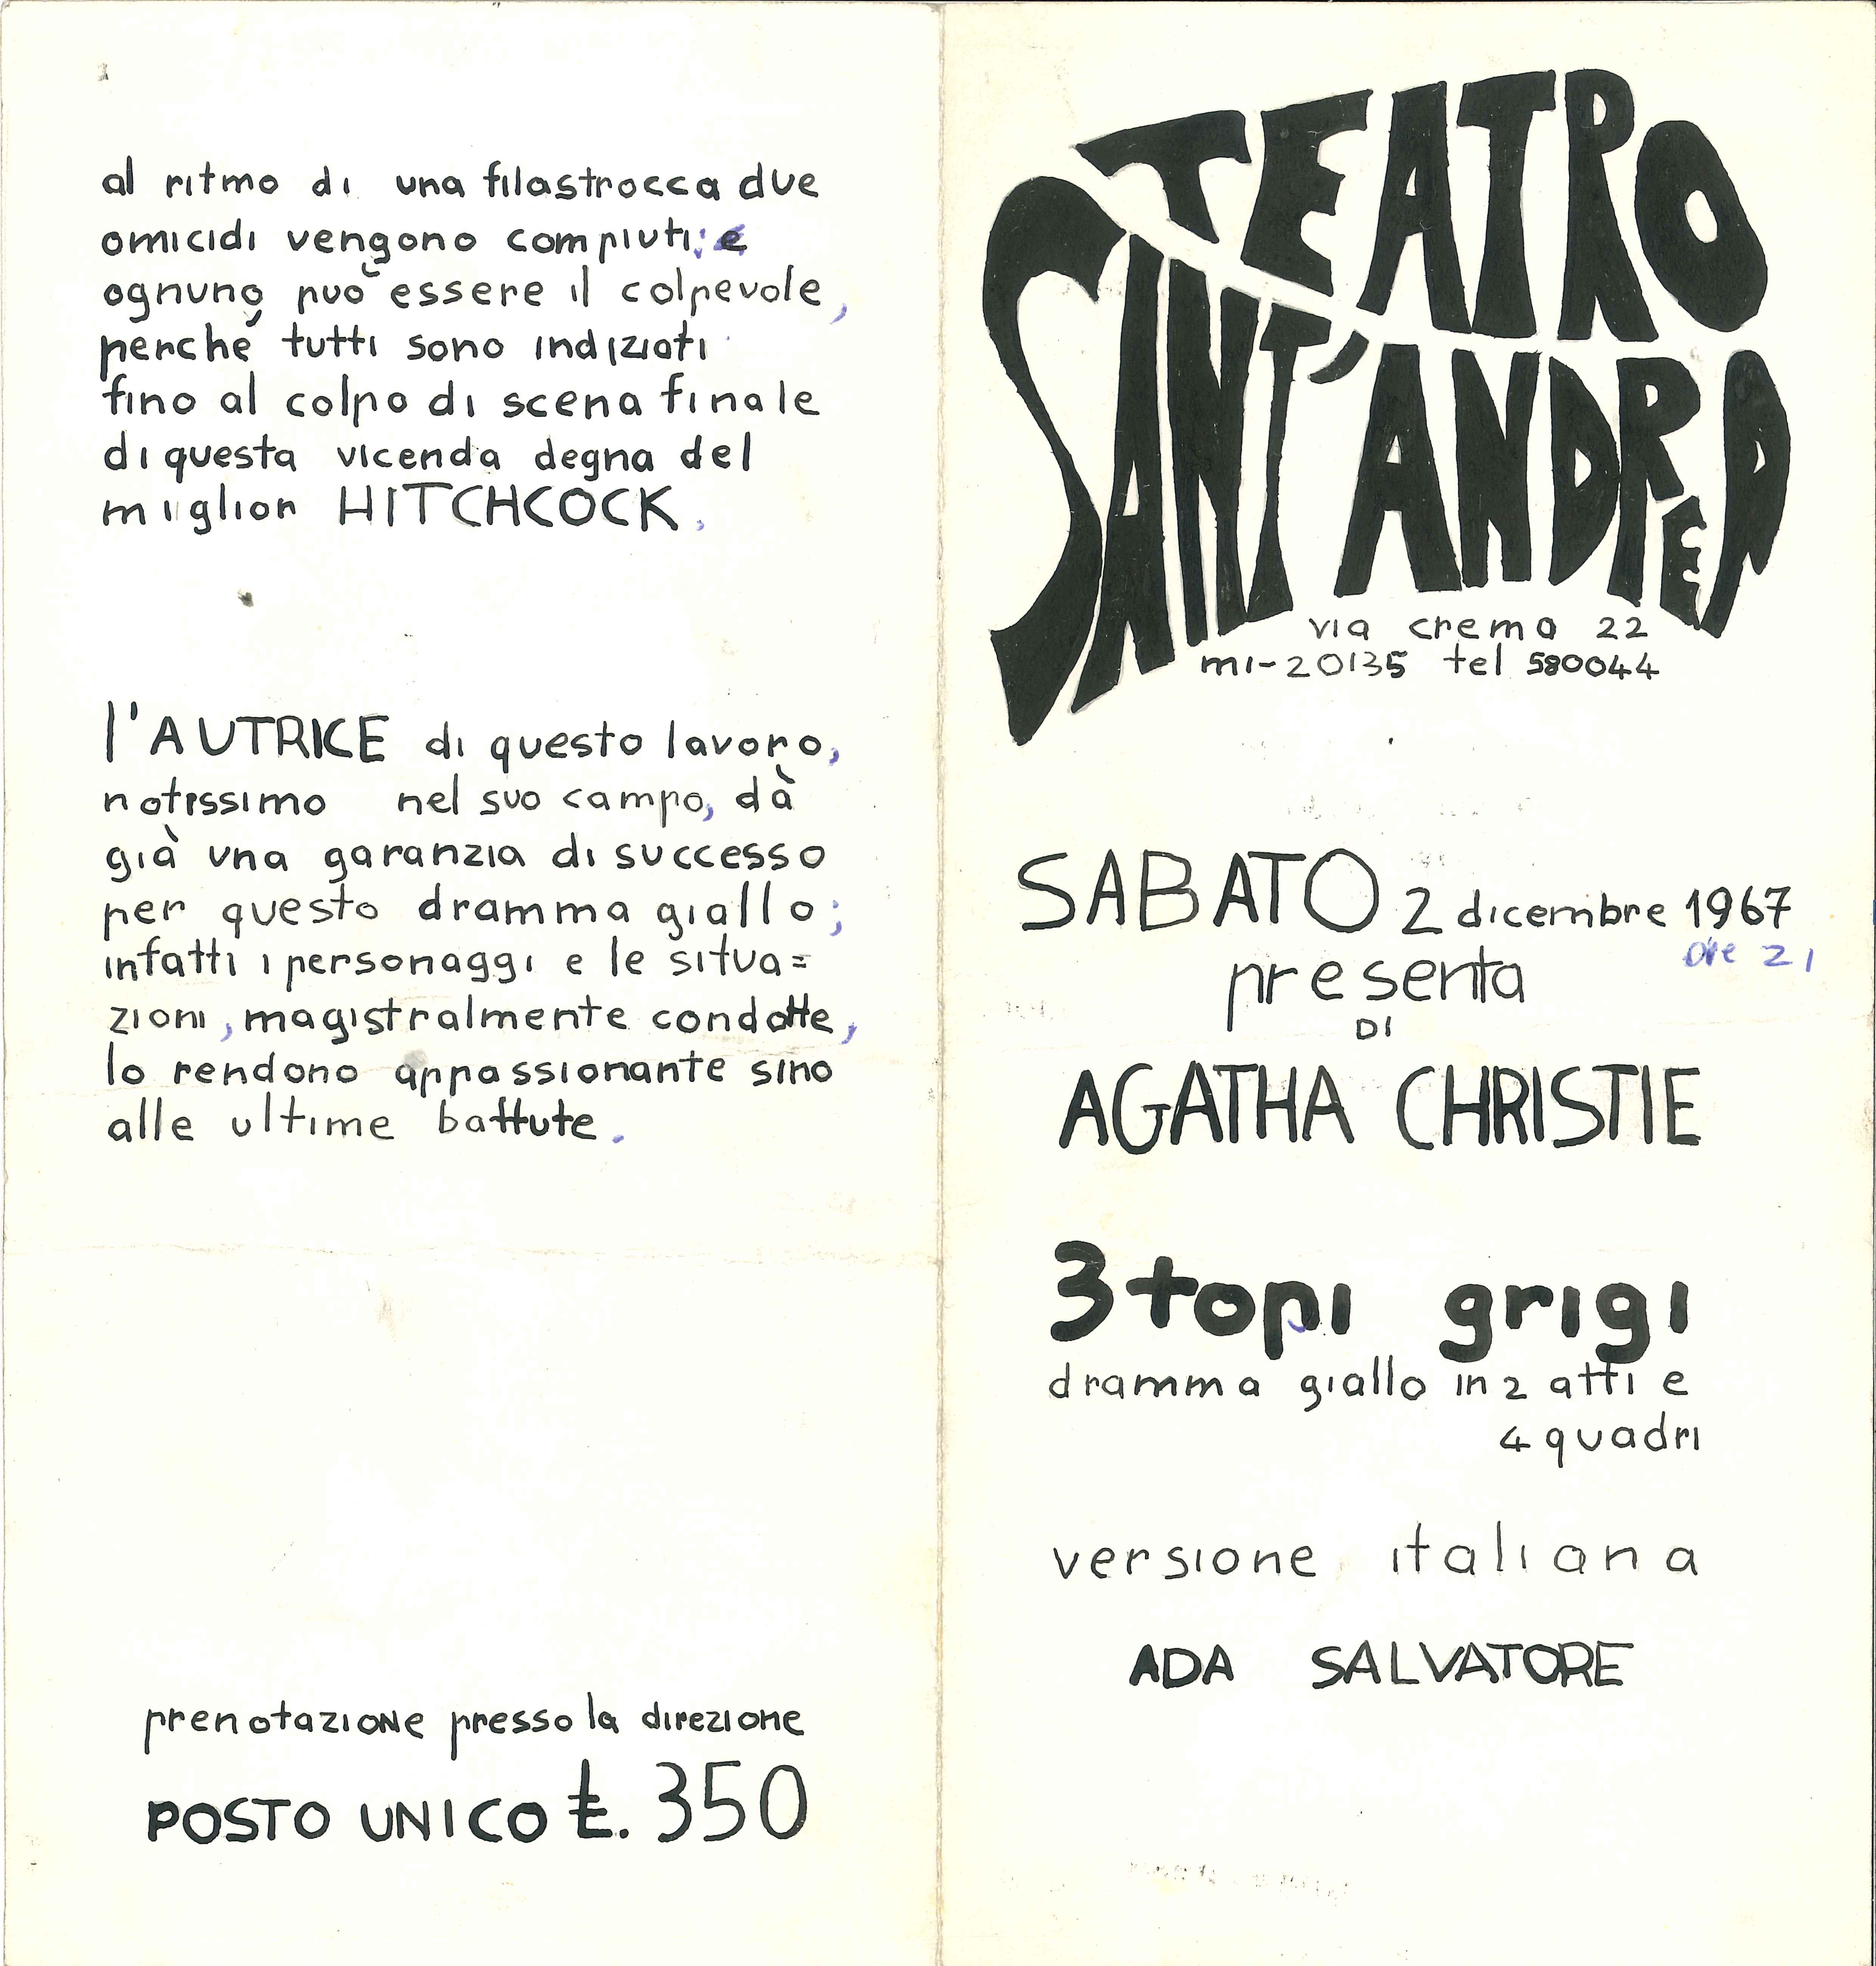 al ritmo di una filastrocca due
omicidi vengono compiuti; e
ognuno può essere il colpevole,
perché tutti sono indiziati
fino al colpo di scena finale
di questa vicenda degna del
miglior HITCHCOCK.
l'AUTRICE di questo lavoro,
notissimo nel suo campo, dà
già una garanzia di successo
per questo dramma giallo;
infatti i personaggi e le situa=
zioni, magistralmente condotte,
lo rendono appassionante sino
alle ultime battute.
prenotazione presso la direzione
POSTO UNICO ₤. 350
TEATRO
SANT'ANDREA
via crema 22
mi-20135 tel 580044
SABATO 2 dicembre 1967
ore 21
presenta
DI
AGATHA CHRISTIE
3 topi grigi
dramma giallo in 2 atti e
4 quadri
versione italiana
ADA SALVATORE